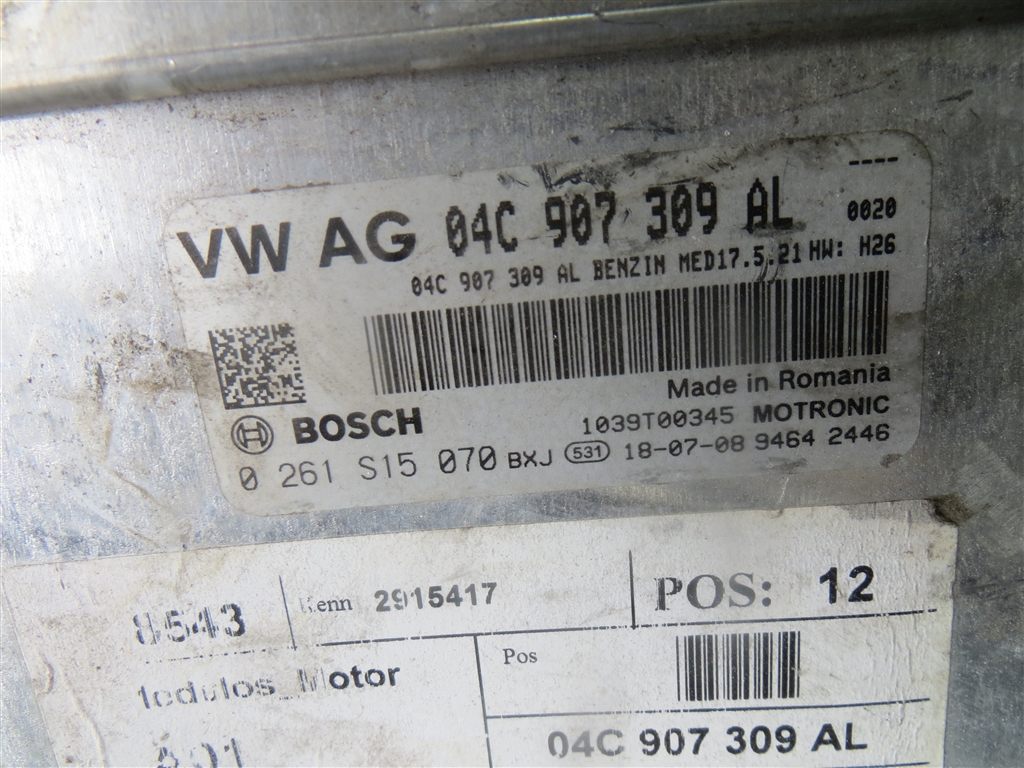 ----
VW AG 04C 907 309 AL 0020
04C 907 309 AL BENZIN MED17.5.21 HW: H26
Made in Romania
BOSCH 1039T00345 MOTRONIC
0 261 S15 070 BXJ 531 18-07-08 9464 2446
8543 Kenn 2915417 POS: 12
Motor Pos
04C 907 309 AL